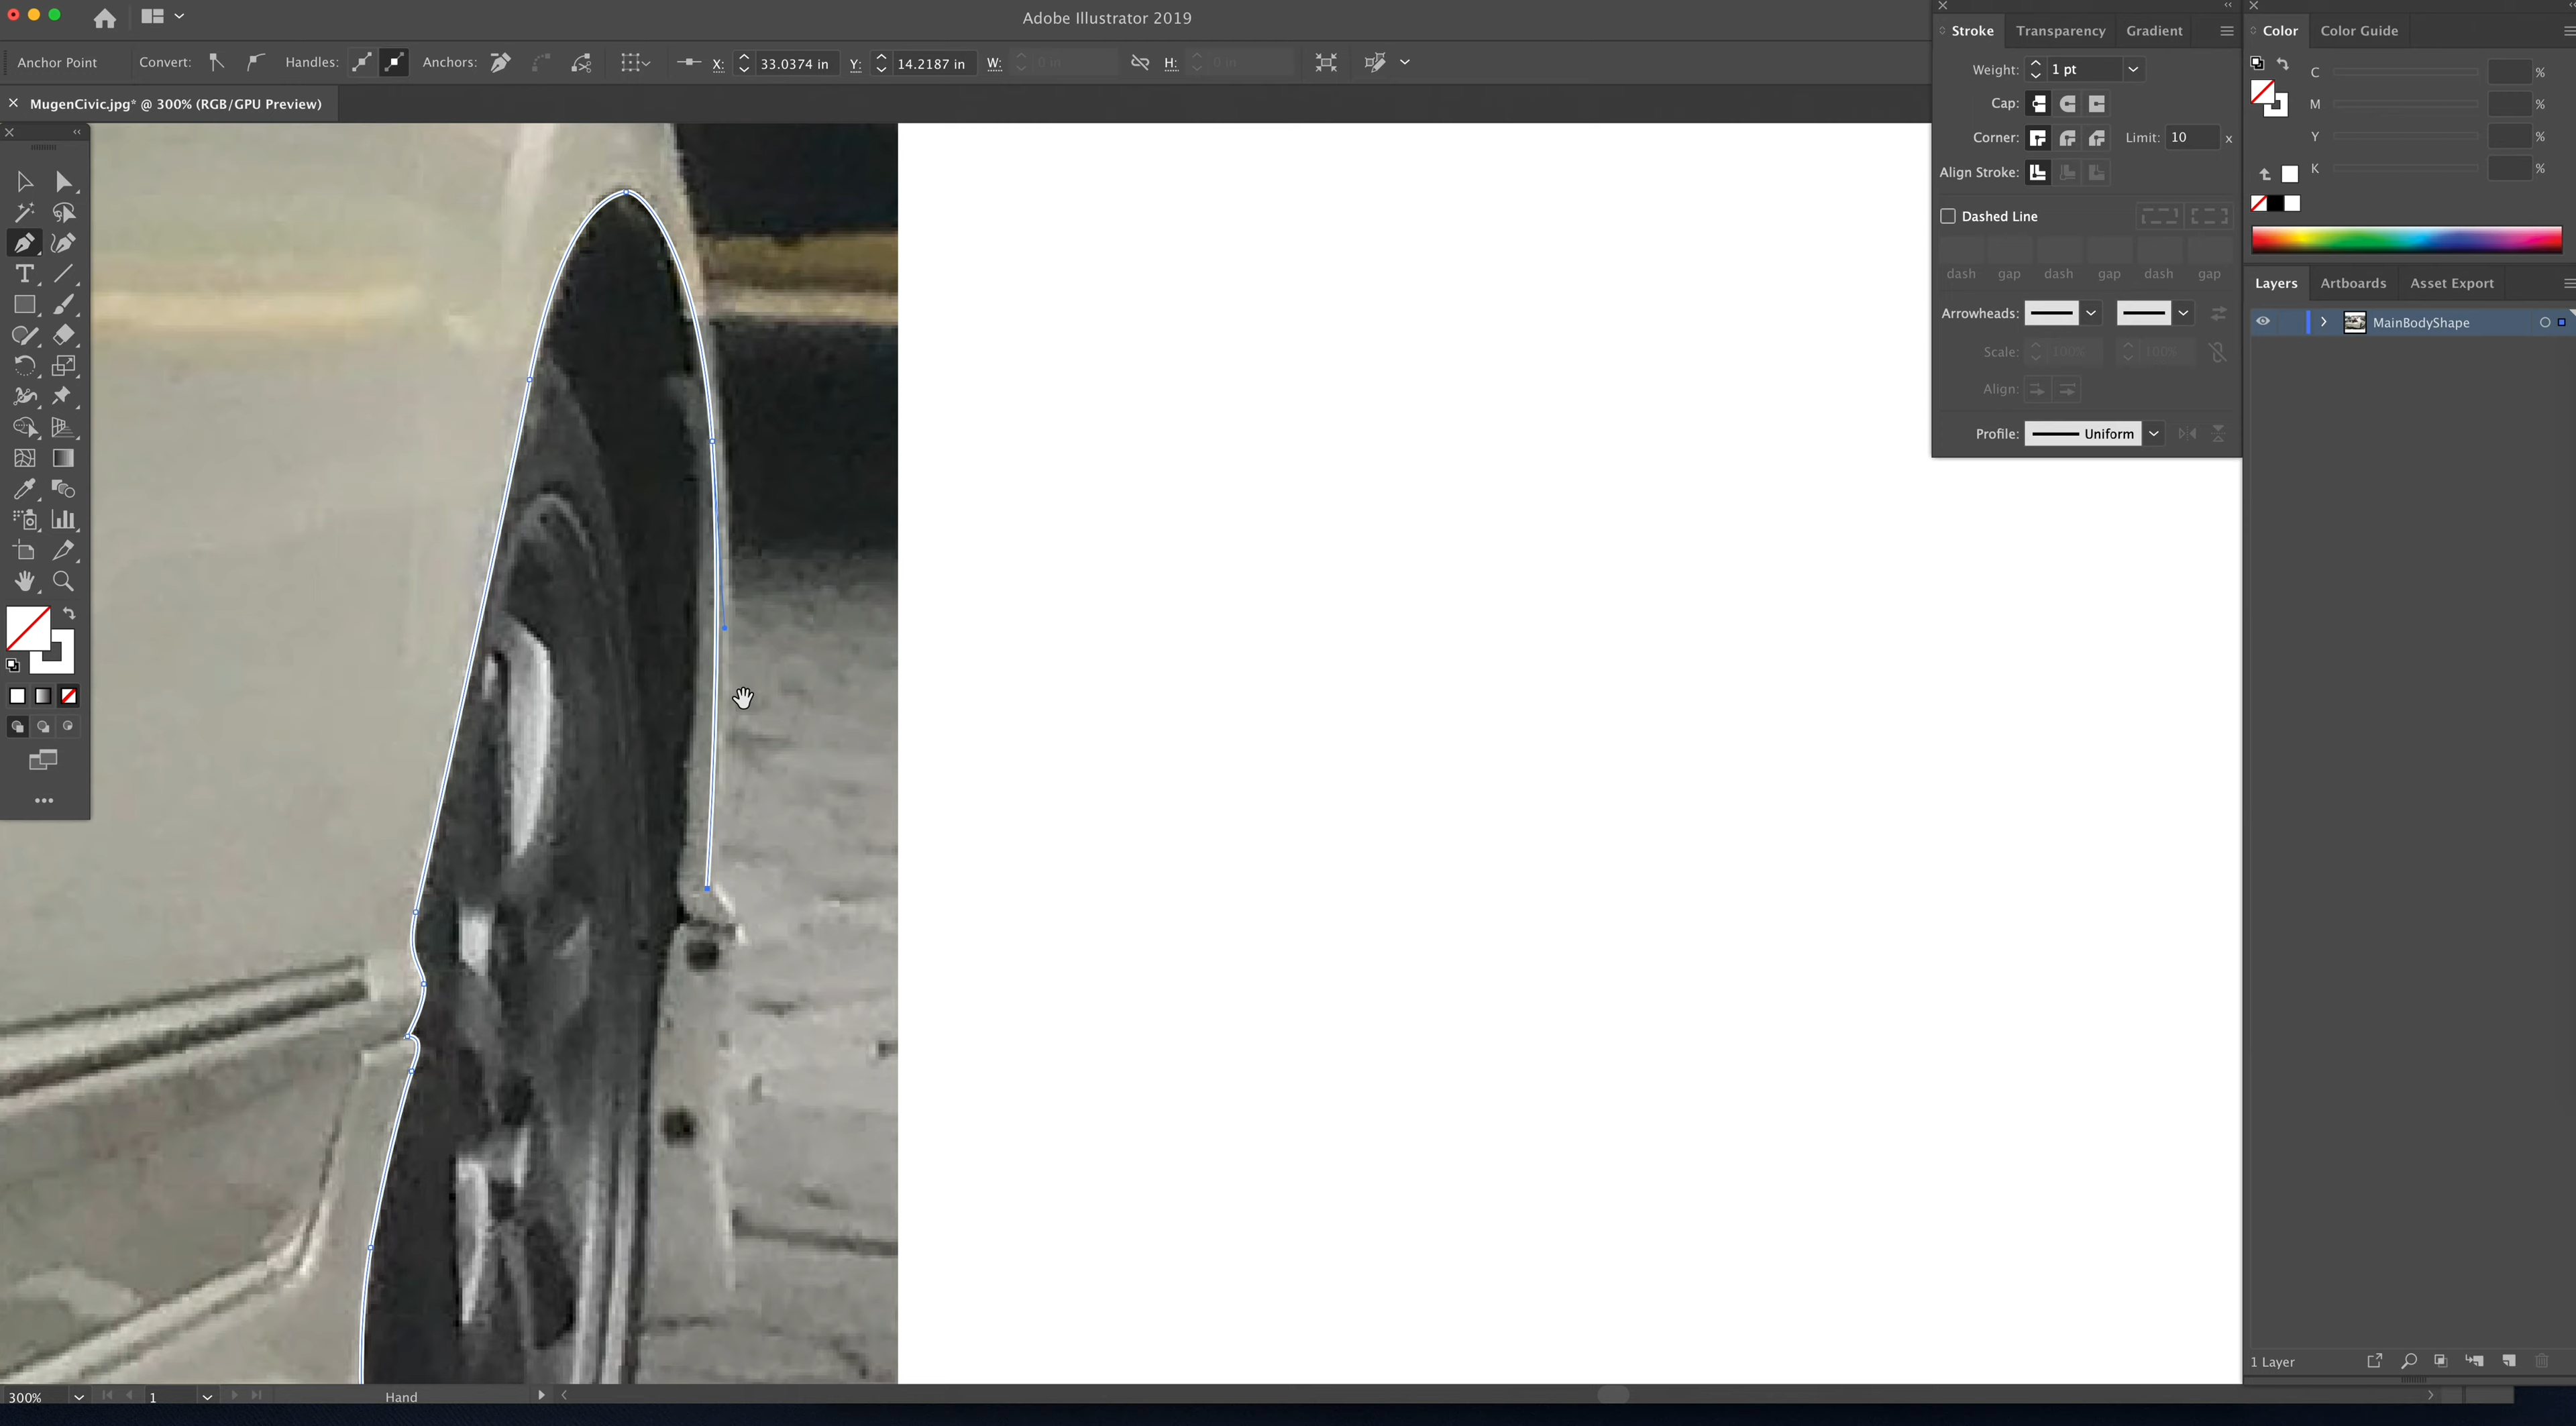 Adobe Illustrator 2019
Anchor Point Convert: Handles: Anchors: X: 33.0374 in Y: 14.2187 in W: 0 in H: 0 in
MugenCivic.jpg* @ 300% (RGB/GPU Preview)
Stroke Transparency Gradient
Weight: 1 pt
Cap:
Corner: Limit: 10 x
Align Stroke:
Dashed Line
dash gap dash gap dash gap
Arrowheads:
Scale: 100% 100%
Align:
Profile: Uniform
Color Color Guide
C %
M %
Y %
K %
Layers Artboards Asset Export
MainBodyShape
1 Layer
300% 1 Hand